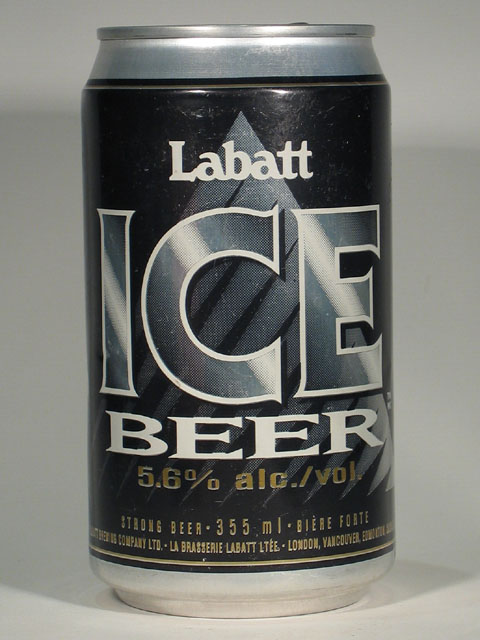 Labatt
ICE
BEER
5.6% alc./vol.
STRONG BEER • 355 ml • BIÈRE FORTE
BREWING COMPANY LTD. • LA BRASSERIE LABATT LTÉE. • LONDON, VANCOUVER, EDMONTON,